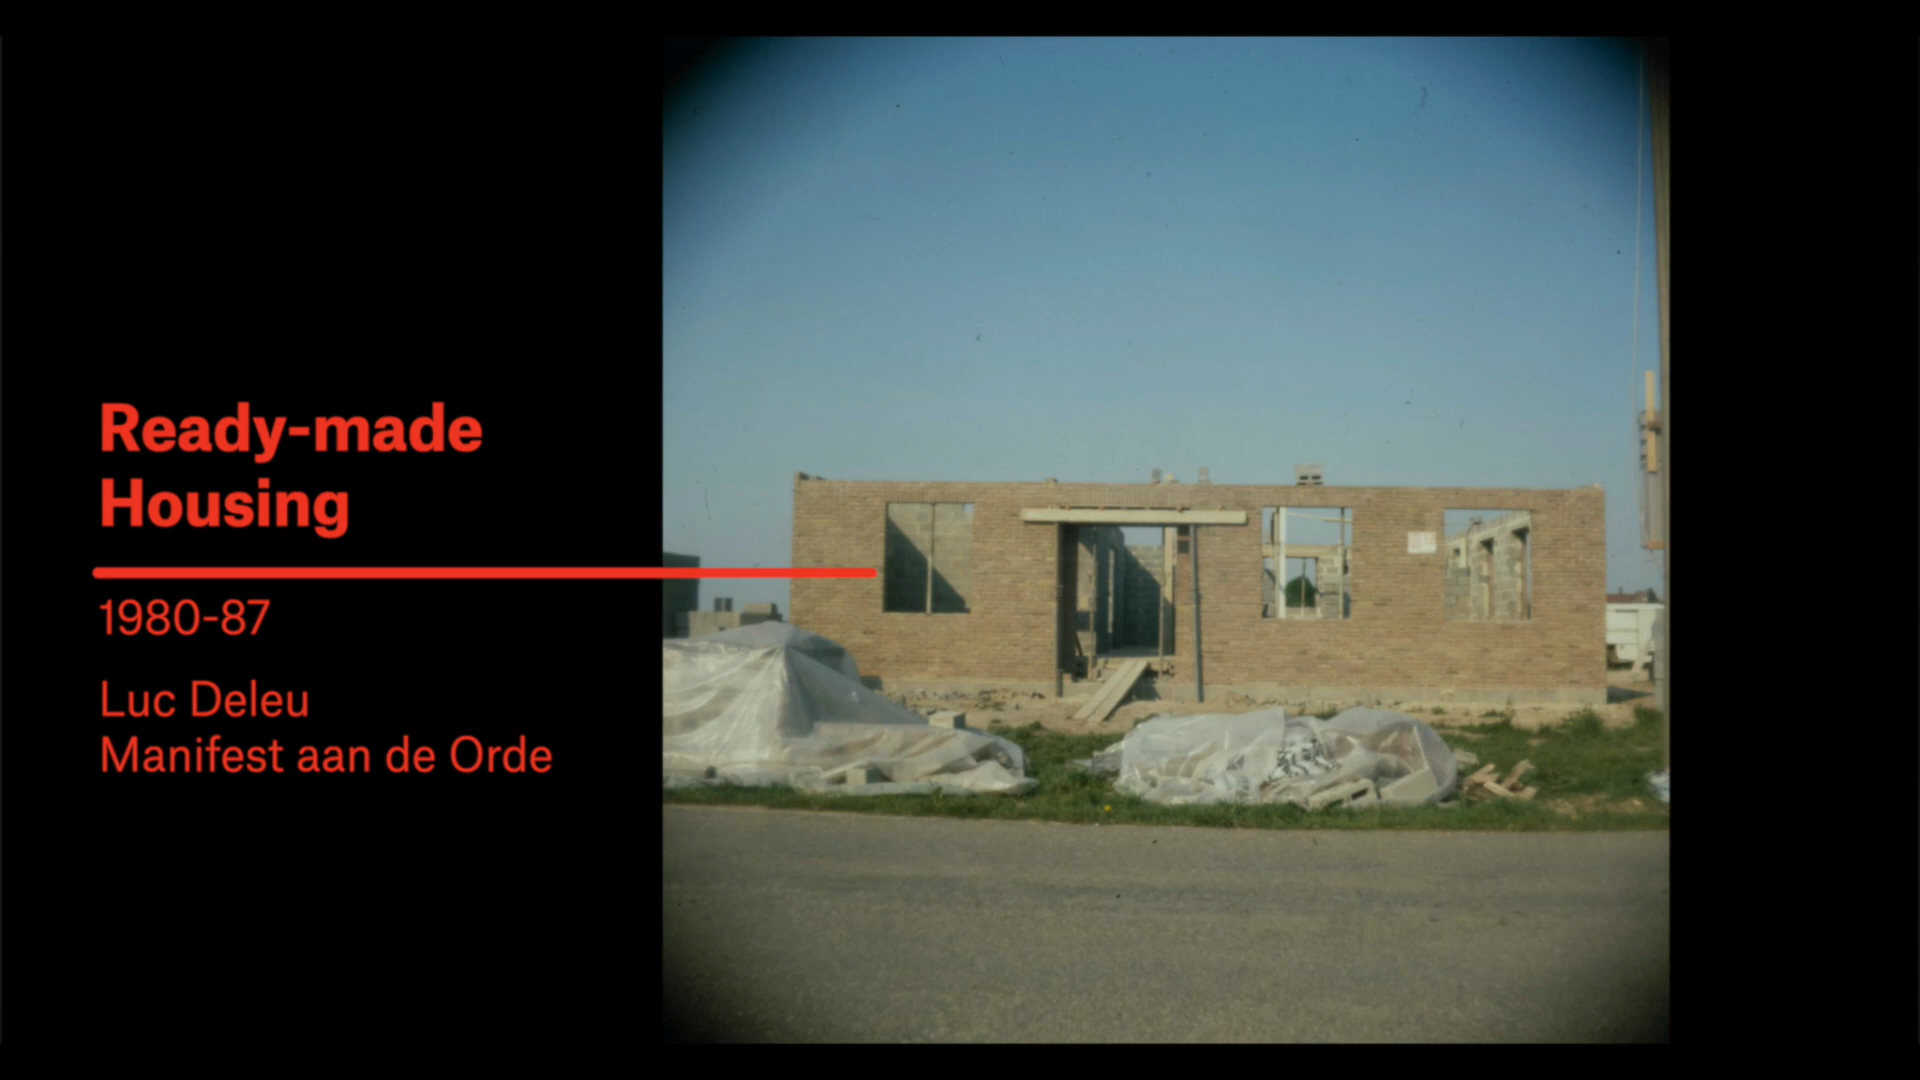 Ready-made
Housing
1980-87
Luc Deleu
Manifest aan de Orde